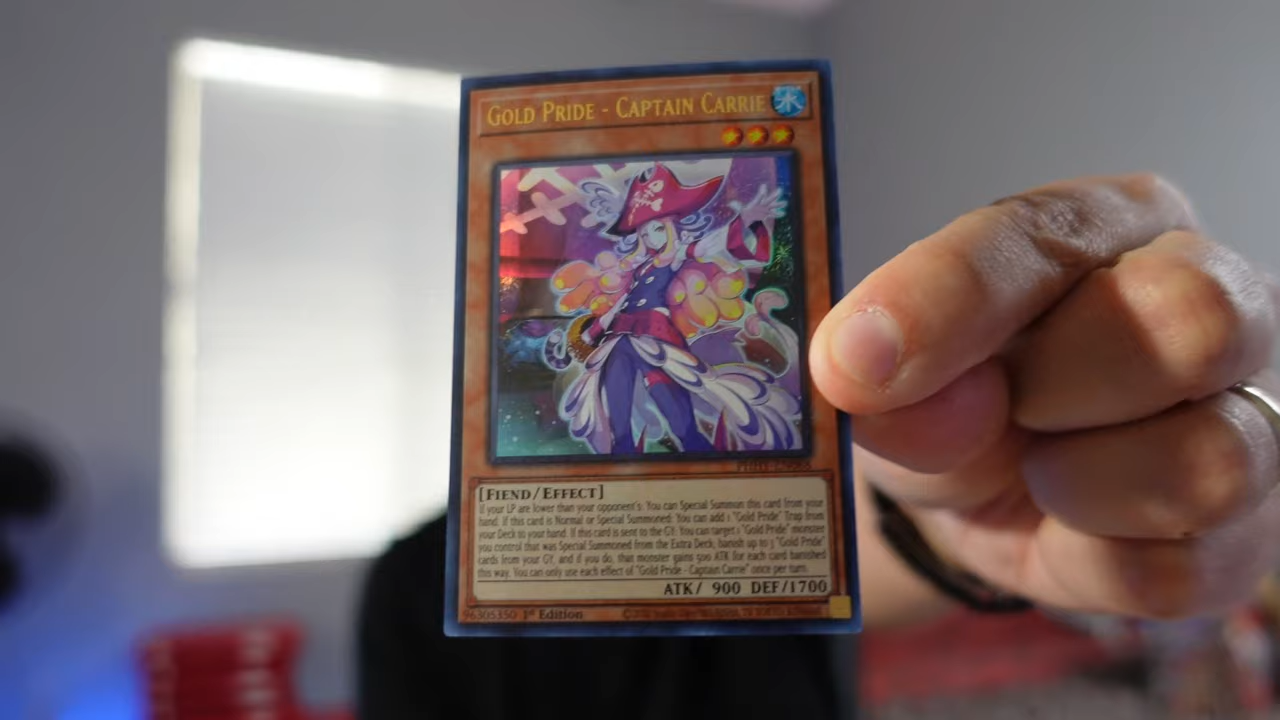 GOLD PRIDE - CAPTAIN CARRIE
水
[FIEND/EFFECT]
If your LP are lower than your opponent's: You can Special Summon this card from your
hand. If this card is Normal or Special Summoned: You can add 1 "Gold Pride" Trap from
your Deck to your hand. If this card is sent to the GY: You can target 1 "Gold Pride" monster
you control that was Special Summoned from the Extra Deck; banish up to 3 "Gold Pride"
cards from your GY, and if you do, that monster gains 500 ATK for each card banished
this way. You can only use each effect of "Gold Pride - Captain Carrie" once per turn.
ATK/ 900 DEF/1700
96305350 1st Edition